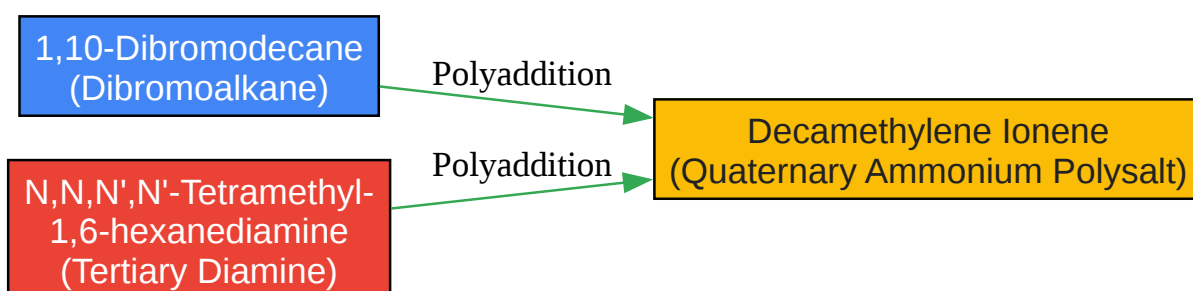 1,10-Dibromodecane
(Dibromoalkane)
Polyaddition
Decamethylene Ionene
(Quaternary Ammonium Polysalt)
Polyaddition
N,N,N',N'-Tetramethyl-
1,6-hexanediamine
(Tertiary Diamine)